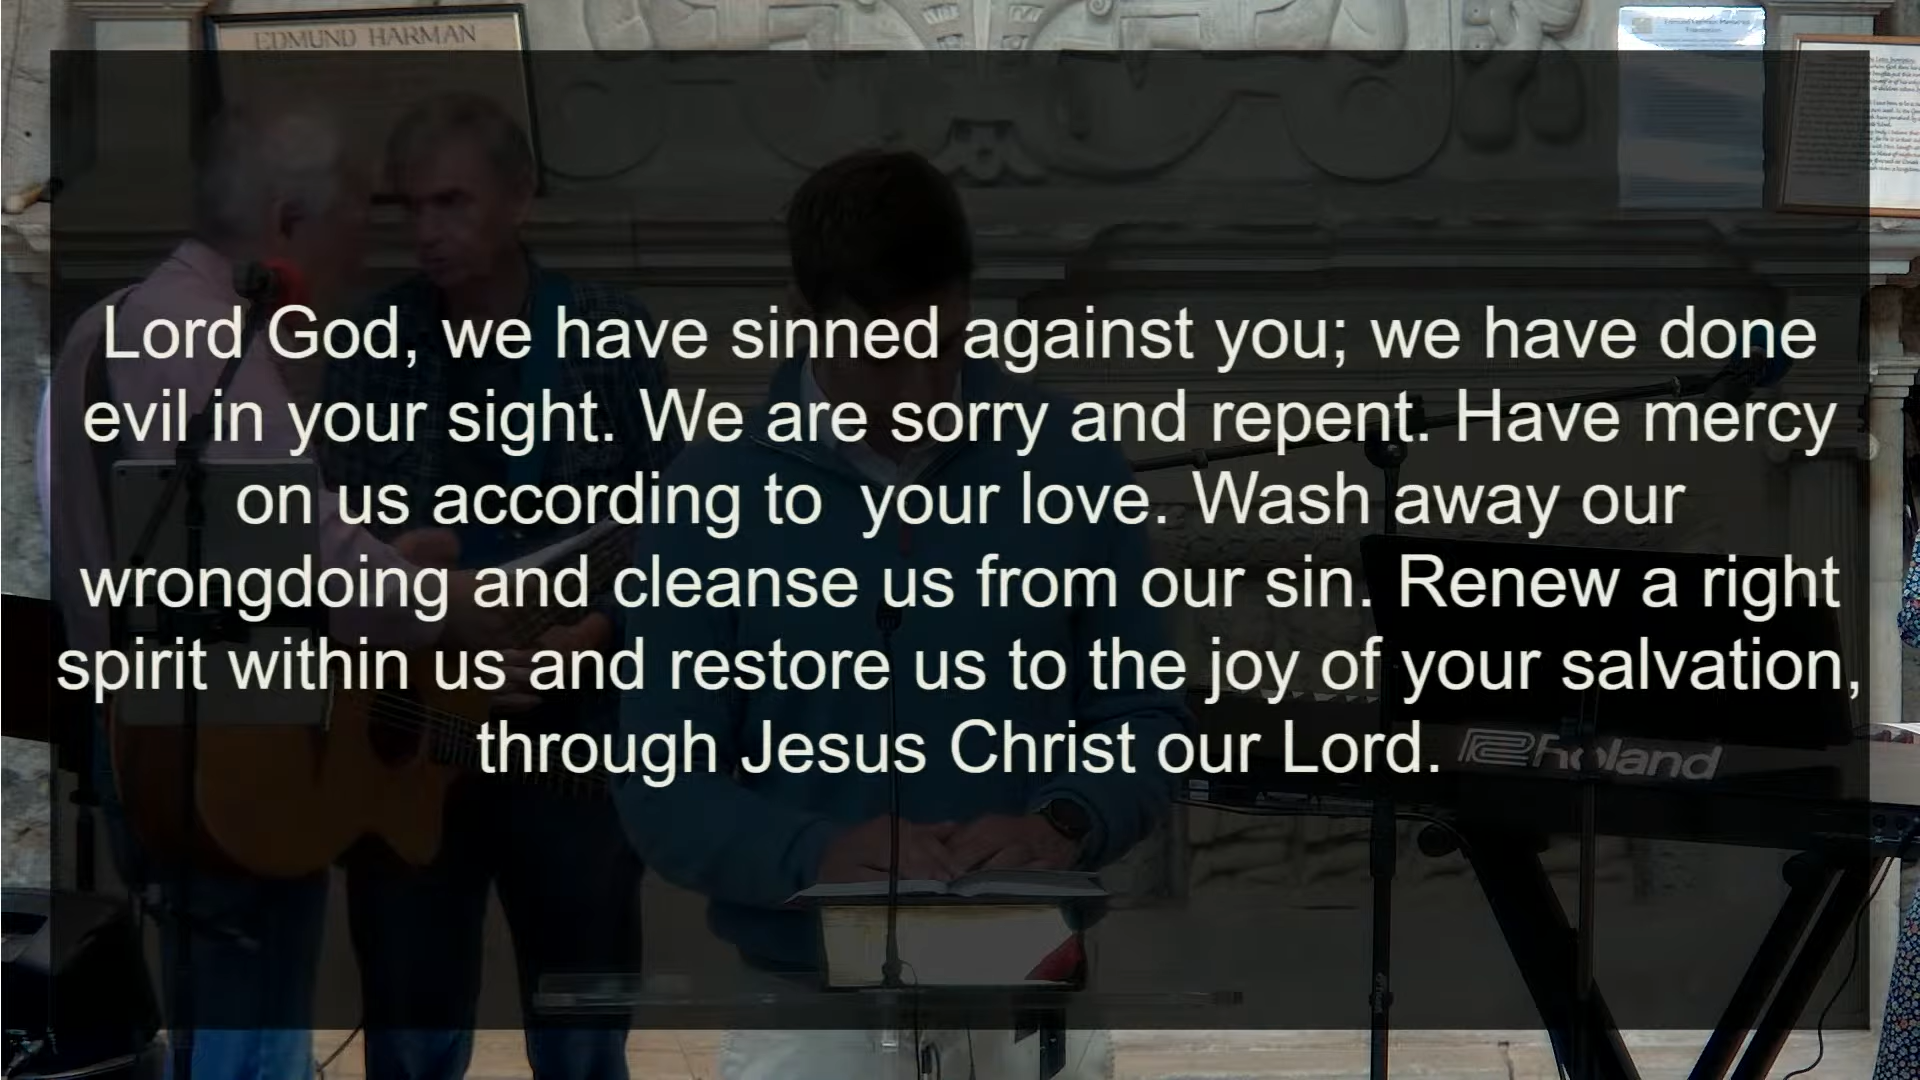 EDMUND HARMAN
Lord God, we have sinned against you; we have done
evil in your sight. We are sorry and repent. Have mercy
on us according to  your love. Wash away our
wrongdoing and cleanse us from our sin. Renew a right
spirit within us and restore us to the joy of your salvation,
through Jesus Christ our Lord.
Roland